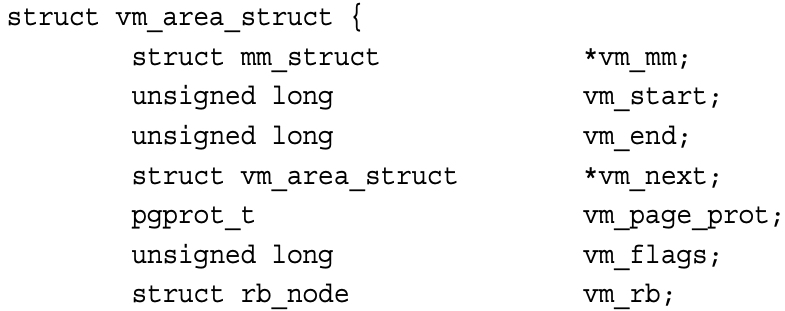 struct vm_area_struct {
        struct mm_struct             *vm_mm;
        unsigned long                vm_start;
        unsigned long                vm_end;
        struct vm_area_struct        *vm_next;
        pgprot_t                     vm_page_prot;
        unsigned long                vm_flags;
        struct rb_node               vm_rb;